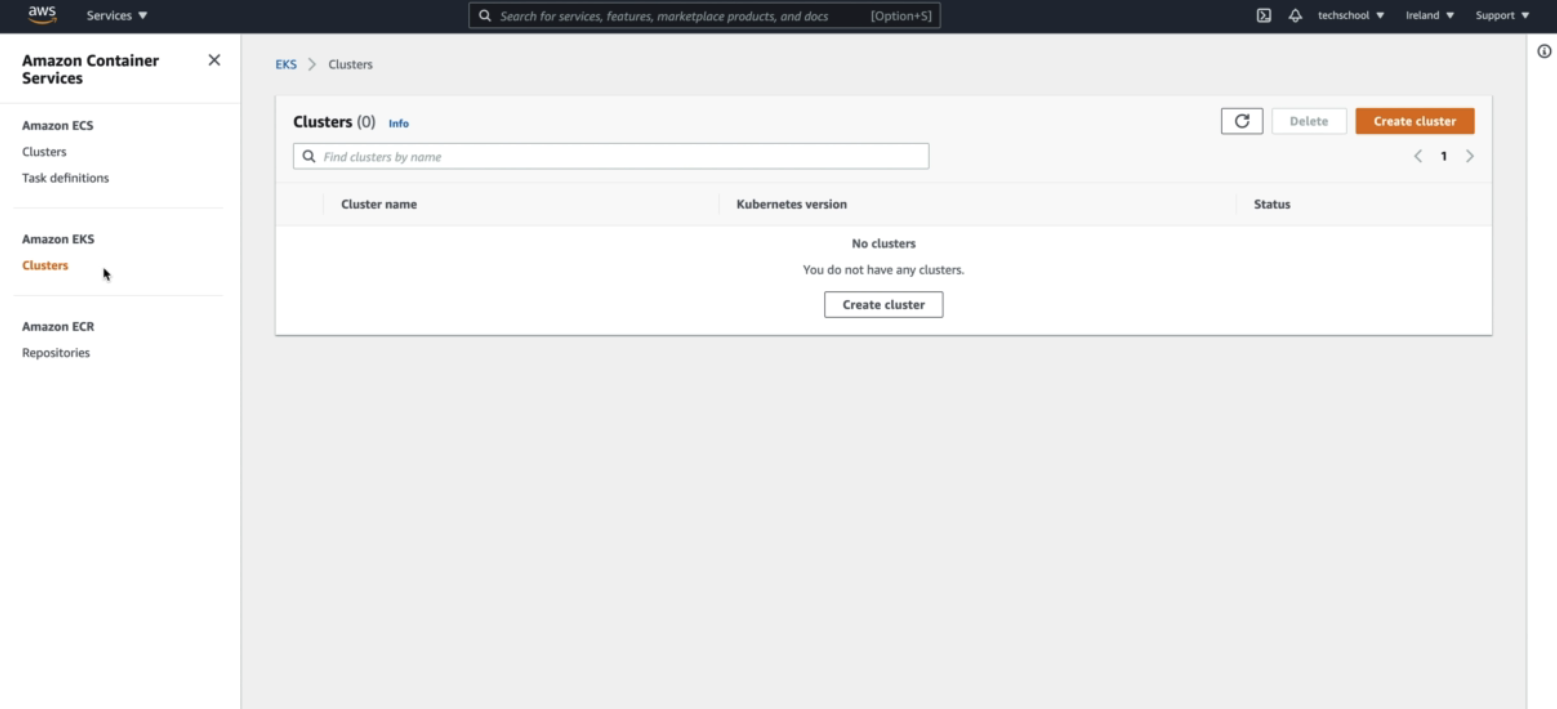 aws Services ▼ Search for services, features, marketplace products, and docs [Option+S] techschool ▼ Ireland ▼ Support ▼
Amazon Container
Services
Amazon ECS
Clusters
Task definitions
Amazon EKS
Clusters
Amazon ECR
Repositories
EKS > Clusters
Clusters (0) Info
Delete
Create cluster
Find clusters by name
< 1 >
Cluster name Kubernetes version Status
No clusters
You do not have any clusters.
Create cluster